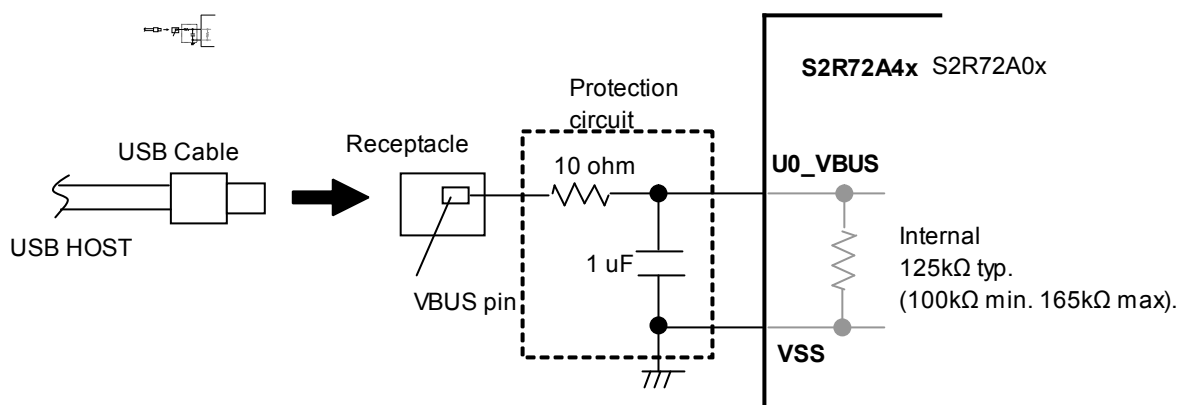 S2R72A4x S2R72A0x
Protection
circuit
USB Cable
Receptacle
10 ohm
U0_VBUS
USB HOST
1 uF
Internal
125kΩ typ.
(100kΩ min. 165kΩ max).
VBUS pin
VSS